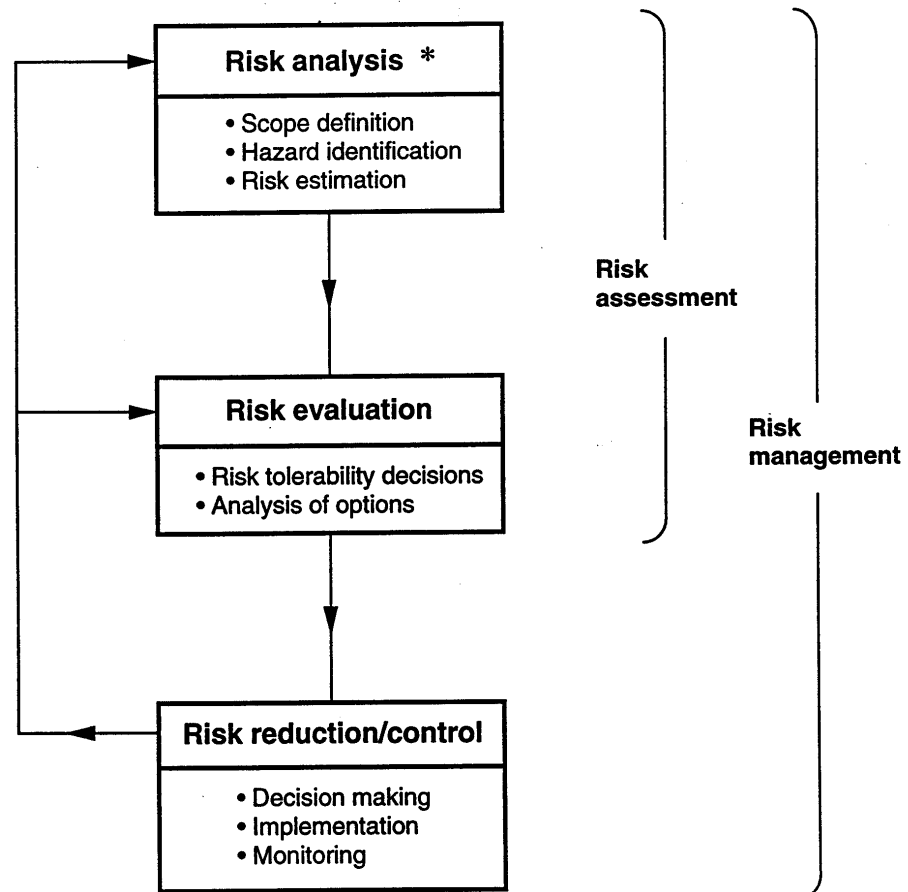 Risk analysis *
• Scope definition
• Hazard identification
• Risk estimation
Risk
assessment
Risk evaluation
• Risk tolerability decisions
• Analysis of options
Risk
management
Risk reduction/control
• Decision making
• Implementation
• Monitoring